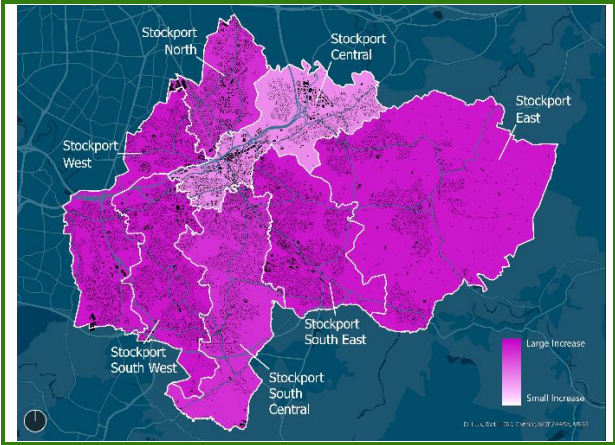 Stockport
North
Stockport
Central
Stockport
East
Stockport
West
Stockport
South East
Stockport
South West
Stockport
South
Central
Large Increase
Small Increase